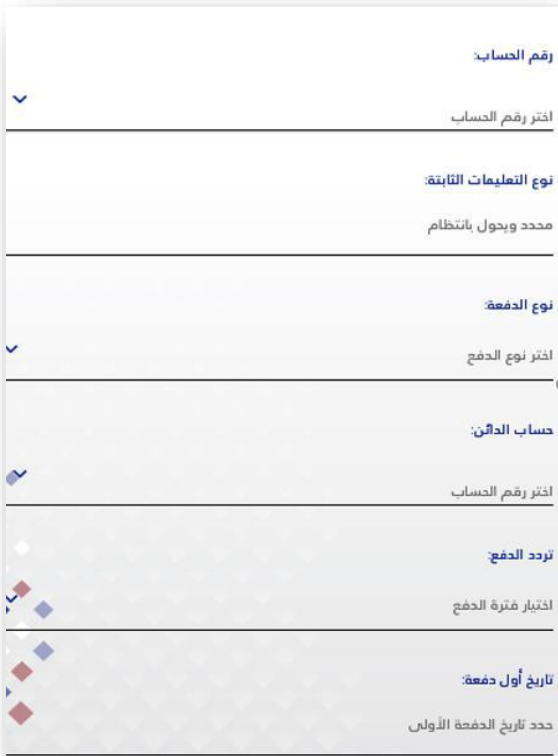 رقم الحساب:
اختر رقم الحساب
نوع التعليمات الثابتة:
محدد ويحول بانتظام
نوع الدفعة:
اختر نوع الدفع
حساب الدائن:
اختر رقم الحساب
تردد الدفع:
اختيار فترة الدفع
تاريخ أول دفعة:
حدد تاريخ الدفعة الأولى